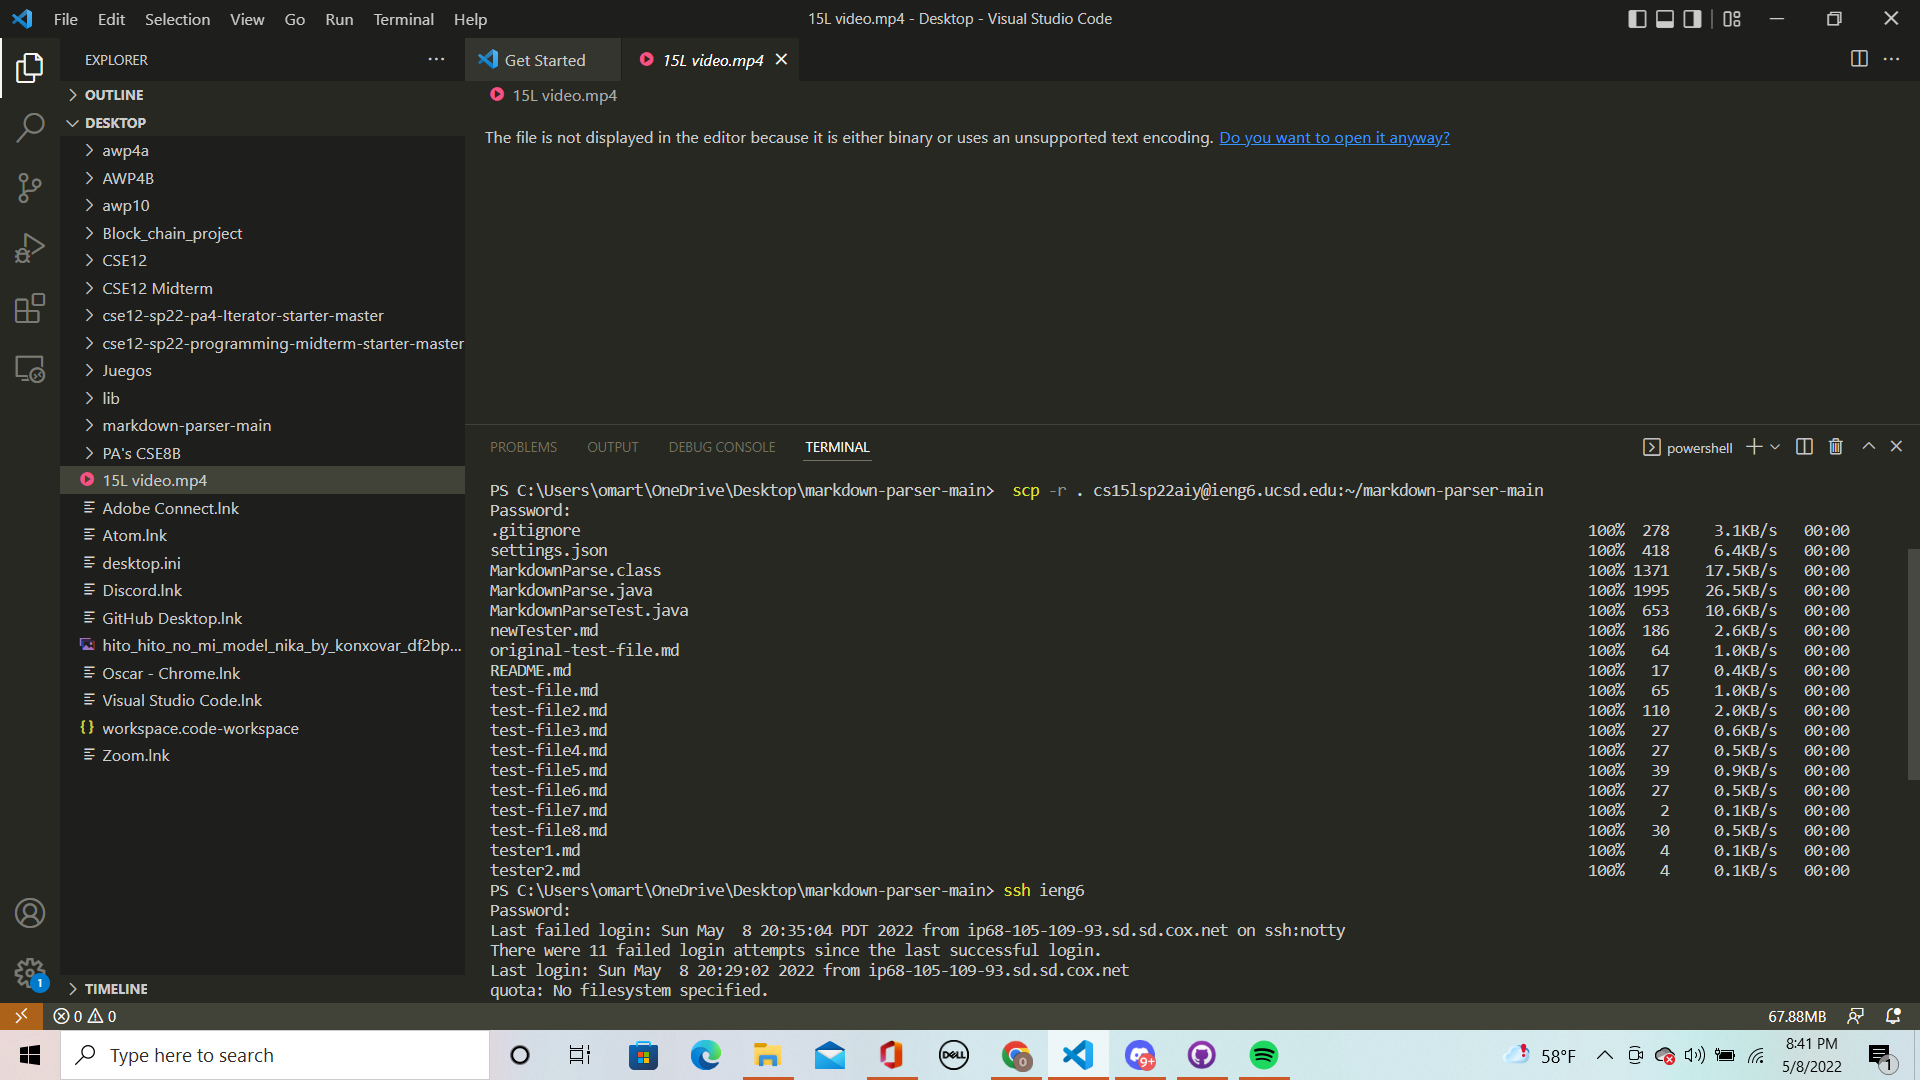 File Edit Selection View Go Run Terminal Help
15L video.mp4 - Desktop - Visual Studio Code
EXPLORER
Get Started
15L video.mp4
OUTLINE
15L video.mp4
DESKTOP
The file is not displayed in the editor because it is either binary or uses an unsupported text encoding. Do you want to open it anyway?
awp4a
AWP4B
awp10
Block_chain_project
CSE12
CSE12 Midterm
cse12-sp22-pa4-Iterator-starter-master
cse12-sp22-programming-midterm-starter-master
Juegos
lib
markdown-parser-main
PA's CSE8B
15L video.mp4
Adobe Connect.lnk
Atom.lnk
desktop.ini
Discord.lnk
GitHub Desktop.lnk
hito_hito_no_mi_model_nika_by_konxovar_df2bp...
Oscar - Chrome.lnk
Visual Studio Code.lnk
{} workspace.code-workspace
Zoom.lnk
TIMELINE
PROBLEMS OUTPUT DEBUG CONSOLE TERMINAL
powershell
PS C:\Users\omart\OneDrive\Desktop\markdown-parser-main> scp -r . cs15lsp22aiy@ieng6.ucsd.edu:~/markdown-parser-main
Password:
.gitignore 100% 278 3.1KB/s 00:00
settings.json 100% 418 6.4KB/s 00:00
MarkdownParse.class 100% 1371 17.5KB/s 00:00
MarkdownParse.java 100% 1995 26.5KB/s 00:00
MarkdownParseTest.java 100% 653 10.6KB/s 00:00
newTester.md 100% 186 2.6KB/s 00:00
original-test-file.md 100% 64 1.0KB/s 00:00
README.md 100% 17 0.4KB/s 00:00
test-file.md 100% 65 1.0KB/s 00:00
test-file2.md 100% 110 2.0KB/s 00:00
test-file3.md 100% 27 0.6KB/s 00:00
test-file4.md 100% 27 0.5KB/s 00:00
test-file5.md 100% 39 0.9KB/s 00:00
test-file6.md 100% 27 0.5KB/s 00:00
test-file7.md 100% 2 0.1KB/s 00:00
test-file8.md 100% 30 0.5KB/s 00:00
tester1.md 100% 4 0.1KB/s 00:00
tester2.md 100% 4 0.1KB/s 00:00
PS C:\Users\omart\OneDrive\Desktop\markdown-parser-main> ssh ieng6
Password:
Last failed login: Sun May  8 20:35:04 PDT 2022 from ip68-105-109-93.sd.sd.cox.net on ssh:notty
There were 11 failed login attempts since the last successful login.
Last login: Sun May  8 20:29:02 2022 from ip68-105-109-93.sd.sd.cox.net
quota: No filesystem specified.
1
0 0
67.88MB
Type here to search
DELL
0
9+
58°F
8:41 PM
5/8/2022
1